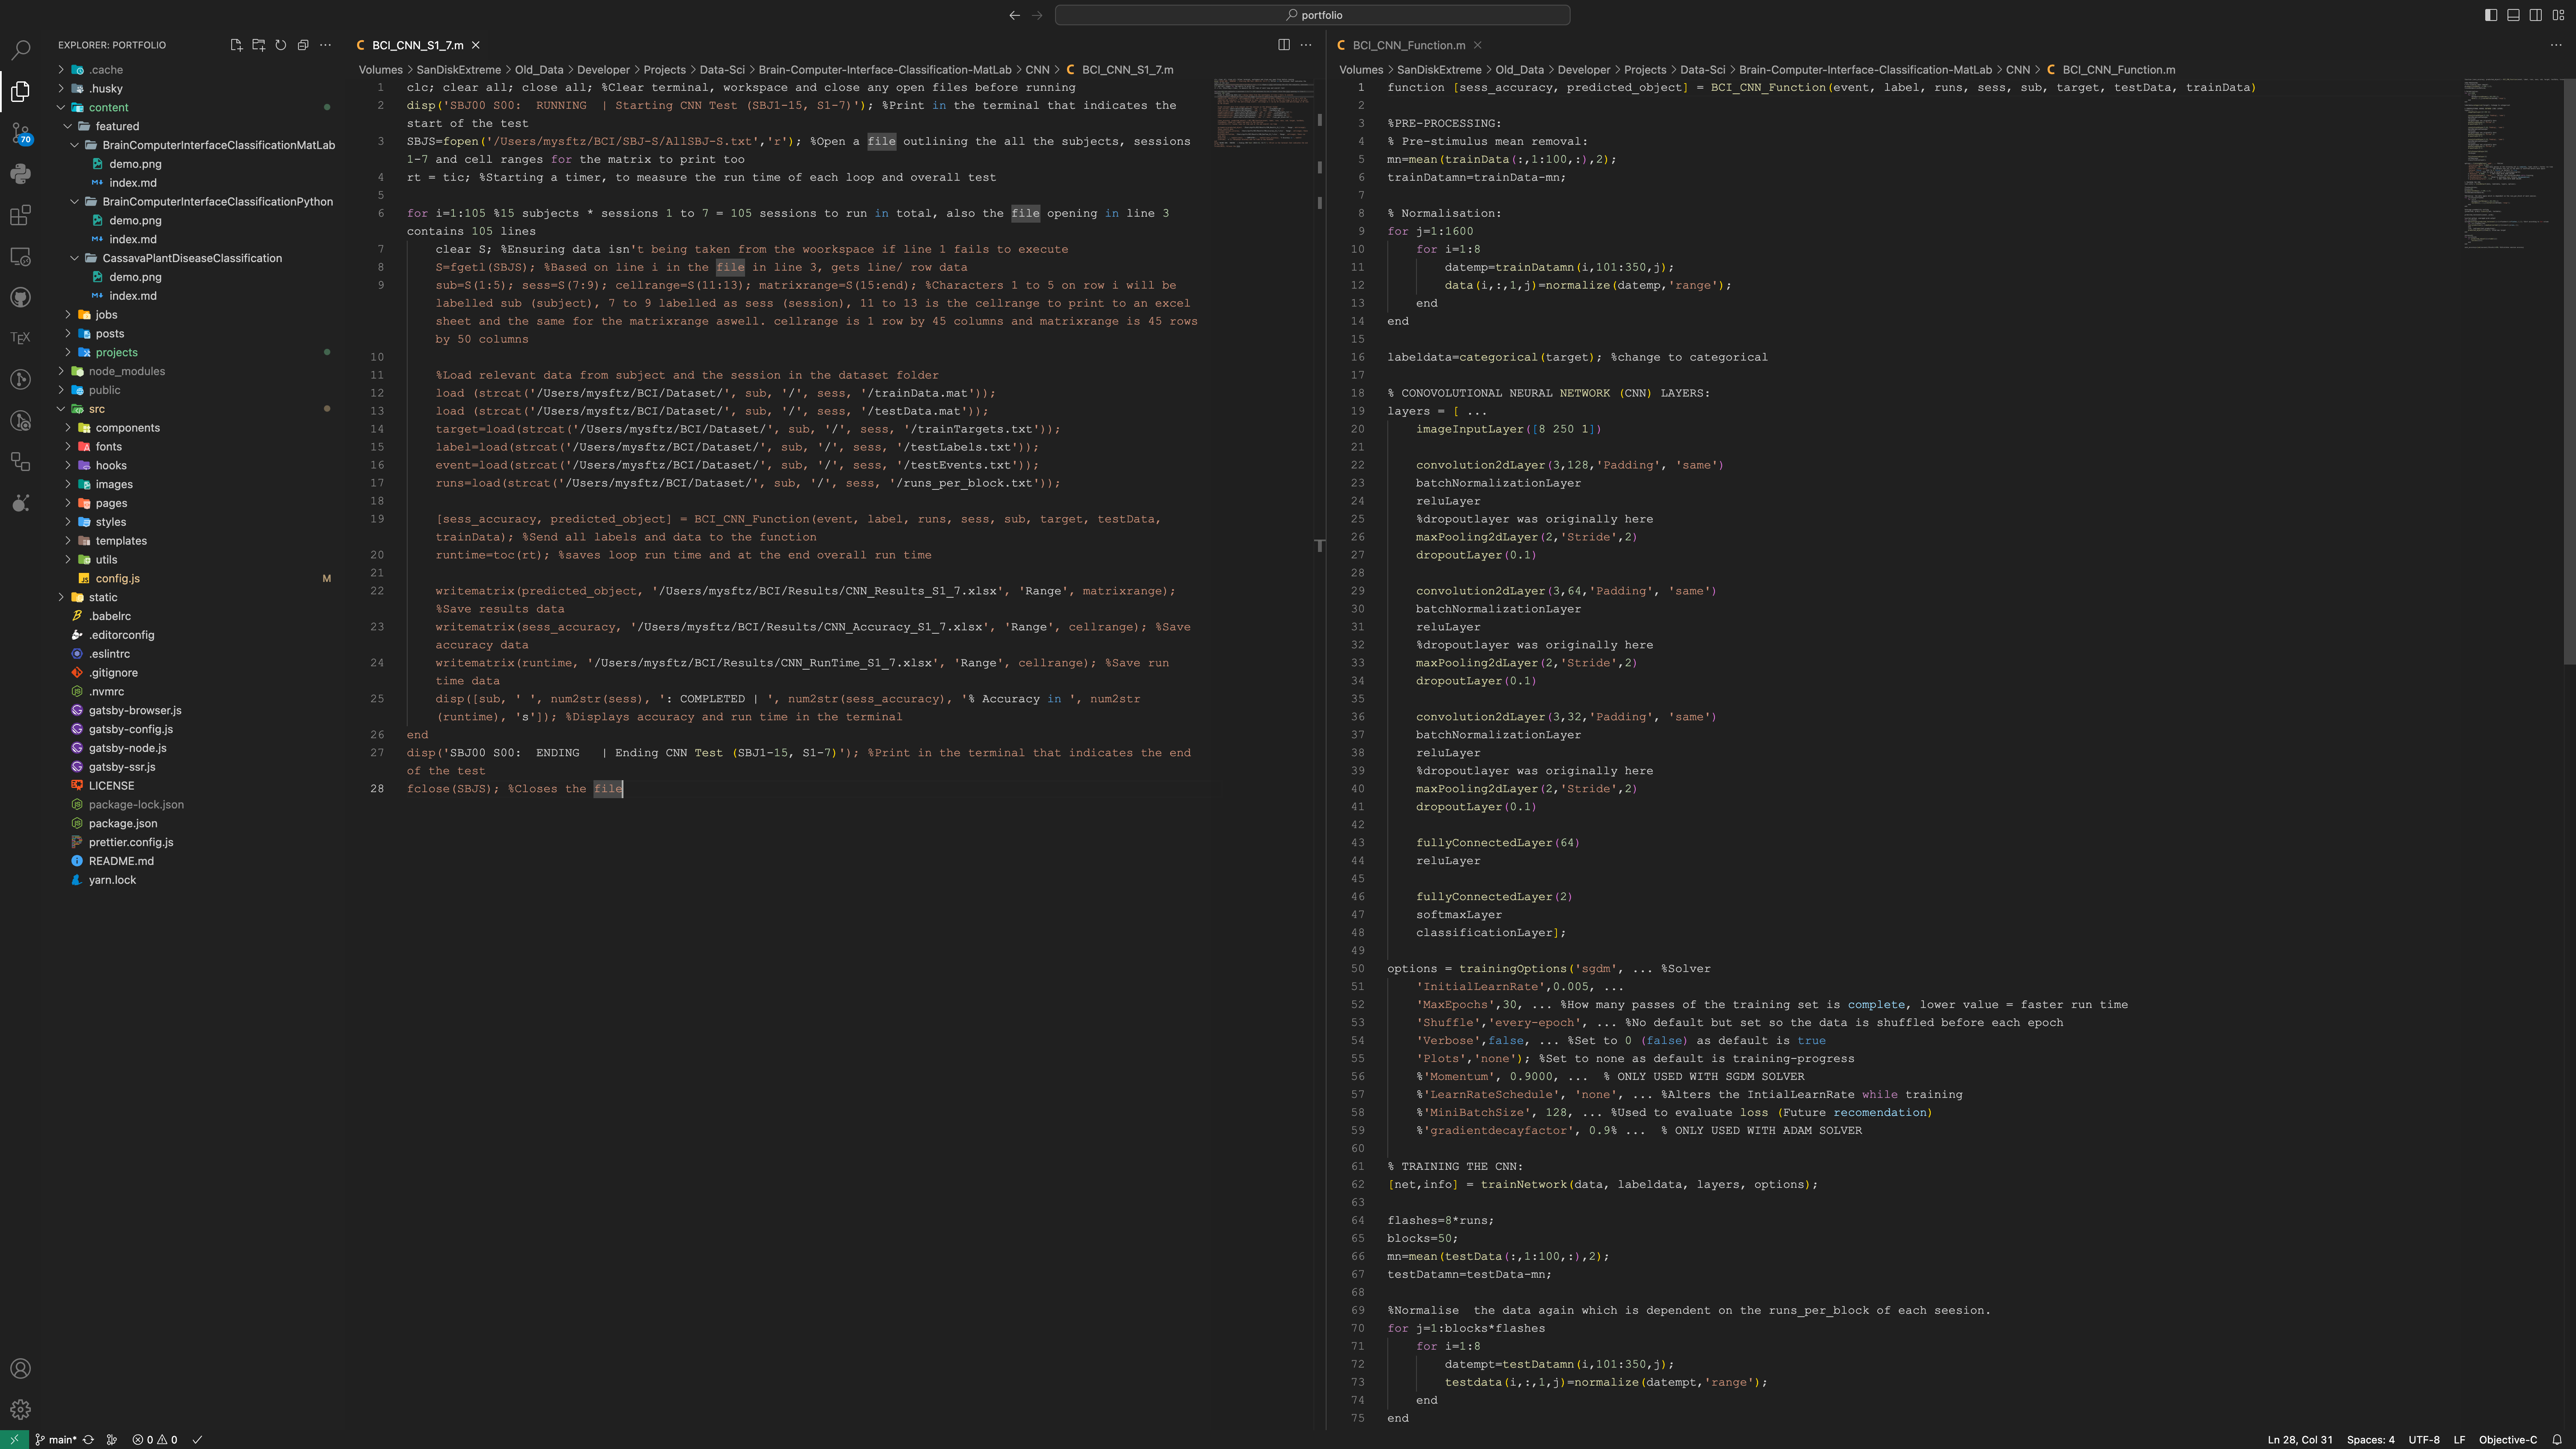 portfolio
EXPLORER: PORTFOLIO
.cache
.husky
content
featured
BrainComputerInterfaceClassificationMatLab
demo.png
index.md
BrainComputerInterfaceClassificationPython
demo.png
index.md
CassavaPlantDiseaseClassification
demo.png
index.md
jobs
posts
projects
node_modules
public
src
components
fonts
hooks
images
pages
styles
templates
utils
config.js M
static
.babelrc
.editorconfig
.eslintrc
.gitignore
.nvmrc
gatsby-browser.js
gatsby-config.js
gatsby-node.js
gatsby-ssr.js
LICENSE
package-lock.json
package.json
prettier.config.js
README.md
yarn.lock
70
TEX
BCI_CNN_S1_7.m
Volumes > SanDiskExtreme > Old_Data > Developer > Projects > Data-Sci > Brain-Computer-Interface-Classification-MatLab > CNN > BCI_CNN_S1_7.m
1 clc; clear all; close all; %Clear terminal, workspace and close any open files before running
2 disp('SBJ00 S00:  RUNNING  | Starting CNN Test (SBJ1-15, S1-7)'); %Print in the terminal that indicates the
start of the test
3 SBJS=fopen('/Users/mysftz/BCI/SBJ-S/AllSBJ-S.txt','r'); %Open a file outlining the all the subjects, sessions
1-7 and cell ranges for the matrix to print too
4 rt = tic; %Starting a timer, to measure the run time of each loop and overall test
5
6 for i=1:105 %15 subjects * sessions 1 to 7 = 105 sessions to run in total, also the file opening in line 3
contains 105 lines
7 clear S; %Ensuring data isn't being taken from the woorkspace if line 1 fails to execute
8 S=fgetl(SBJS); %Based on line i in the file in line 3, gets line/ row data
9 sub=S(1:5); sess=S(7:9); cellrange=S(11:13); matrixrange=S(15:end); %Characters 1 to 5 on row i will be
labelled sub (subject), 7 to 9 labelled as sess (session), 11 to 13 is the cellrange to print to an excel
sheet and the same for the matrixrange aswell. cellrange is 1 row by 45 columns and matrixrange is 45 rows
by 50 columns
10
11 %Load relevant data from subject and the session in the dataset folder
12 load (strcat('/Users/mysftz/BCI/Dataset/', sub, '/', sess, '/trainData.mat'));
13 load (strcat('/Users/mysftz/BCI/Dataset/', sub, '/', sess, '/testData.mat'));
14 target=load(strcat('/Users/mysftz/BCI/Dataset/', sub, '/', sess, '/trainTargets.txt'));
15 label=load(strcat('/Users/mysftz/BCI/Dataset/', sub, '/', sess, '/testLabels.txt'));
16 event=load(strcat('/Users/mysftz/BCI/Dataset/', sub, '/', sess, '/testEvents.txt'));
17 runs=load(strcat('/Users/mysftz/BCI/Dataset/', sub, '/', sess, '/runs_per_block.txt'));
18
19 [sess_accuracy, predicted_object] = BCI_CNN_Function(event, label, runs, sess, sub, target, testData,
trainData); %Send all labels and data to the function
20 runtime=toc(rt); %saves loop run time and at the end overall run time
21
22 writematrix(predicted_object, '/Users/mysftz/BCI/Results/CNN_Results_S1_7.xlsx', 'Range', matrixrange);
%Save results data
23 writematrix(sess_accuracy, '/Users/mysftz/BCI/Results/CNN_Accuracy_S1_7.xlsx', 'Range', cellrange); %Save
accuracy data
24 writematrix(runtime, '/Users/mysftz/BCI/Results/CNN_RunTime_S1_7.xlsx', 'Range', cellrange); %Save run
time data
25 disp([sub, ' ', num2str(sess), ': COMPLETED | ', num2str(sess_accuracy), '% Accuracy in ', num2str
(runtime), 's']); %Displays accuracy and run time in the terminal
26 end
27 disp('SBJ00 S00:  ENDING   | Ending CNN Test (SBJ1-15, S1-7)'); %Print in the terminal that indicates the end
of the test
28 fclose(SBJS); %Closes the file
BCI_CNN_Function.m
Volumes > SanDiskExtreme > Old_Data > Developer > Projects > Data-Sci > Brain-Computer-Interface-Classification-MatLab > CNN > BCI_CNN_Function.m
1 function [sess_accuracy, predicted_object] = BCI_CNN_Function(event, label, runs, sess, sub, target, testData, trainData)
2
3 %PRE-PROCESSING:
4 % Pre-stimulus mean removal:
5 mn=mean(trainData(:,1:100,:),2);
6 trainDatamn=trainData-mn;
7
8 % Normalisation:
9 for j=1:1600
10 for i=1:8
11 datemp=trainDatamn(i,101:350,j);
12 data(i,:,1,j)=normalize(datemp,'range');
13 end
14 end
15
16 labeldata=categorical(target); %change to categorical
17
18 % CONOVOLUTIONAL NEURAL NETWORK (CNN) LAYERS:
19 layers = [ ...
20 imageInputLayer([8 250 1])
21
22 convolution2dLayer(3,128,'Padding', 'same')
23 batchNormalizationLayer
24 reluLayer
25 %dropoutlayer was originally here
26 maxPooling2dLayer(2,'Stride',2)
27 dropoutLayer(0.1)
28
29 convolution2dLayer(3,64,'Padding', 'same')
30 batchNormalizationLayer
31 reluLayer
32 %dropoutlayer was originally here
33 maxPooling2dLayer(2,'Stride',2)
34 dropoutLayer(0.1)
35
36 convolution2dLayer(3,32,'Padding', 'same')
37 batchNormalizationLayer
38 reluLayer
39 %dropoutlayer was originally here
40 maxPooling2dLayer(2,'Stride',2)
41 dropoutLayer(0.1)
42
43 fullyConnectedLayer(64)
44 reluLayer
45
46 fullyConnectedLayer(2)
47 softmaxLayer
48 classificationLayer];
49
50 options = trainingOptions('sgdm', ... %Solver
51 'InitialLearnRate',0.005, ...
52 'MaxEpochs',30, ... %How many passes of the training set is complete, lower value = faster run time
53 'Shuffle','every-epoch', ... %No default but set so the data is shuffled before each epoch
54 'Verbose',false, ... %Set to 0 (false) as default is true
55 'Plots','none'); %Set to none as default is training-progress
56 %'Momentum', 0.9000, ...  % ONLY USED WITH SGDM SOLVER
57 %'LearnRateSchedule', 'none', ... %Alters the IntialLearnRate while training
58 %'MiniBatchSize', 128, ... %Used to evaluate loss (Future recomendation)
59 %'gradientdecayfactor', 0.9% ...  % ONLY USED WITH ADAM SOLVER
60
61 % TRAINING THE CNN:
62 [net,info] = trainNetwork(data, labeldata, layers, options);
63
64 flashes=8*runs;
65 blocks=50;
66 mn=mean(testData(:,1:100,:),2);
67 testDatamn=testData-mn;
68
69 %Normalise  the data again which is dependent on the runs_per_block of each seesion.
70 for j=1:blocks*flashes
71 for i=1:8
72 datempt=testDatamn(i,101:350,j);
73 testdata(i,:,1,j)=normalize(datempt,'range');
74 end
75 end
main* 0 0 Ln 28, Col 31 Spaces: 4 UTF-8 LF Objective-C